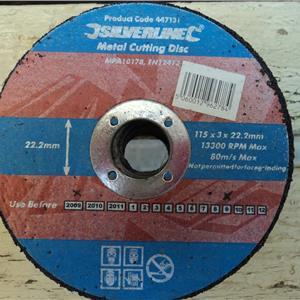 Product Code 447131
SILVERLINE
Metal Cutting Disc
MPA10178, EN12413
5060012962784
22.2mm
115 x 3 x 22.2mm
13300 RPM Max
80m/s Max
Not permitted for face grinding
Use Before 2009 2010 2011 1 2 3 4 5 6 7 8 9 10 11 12